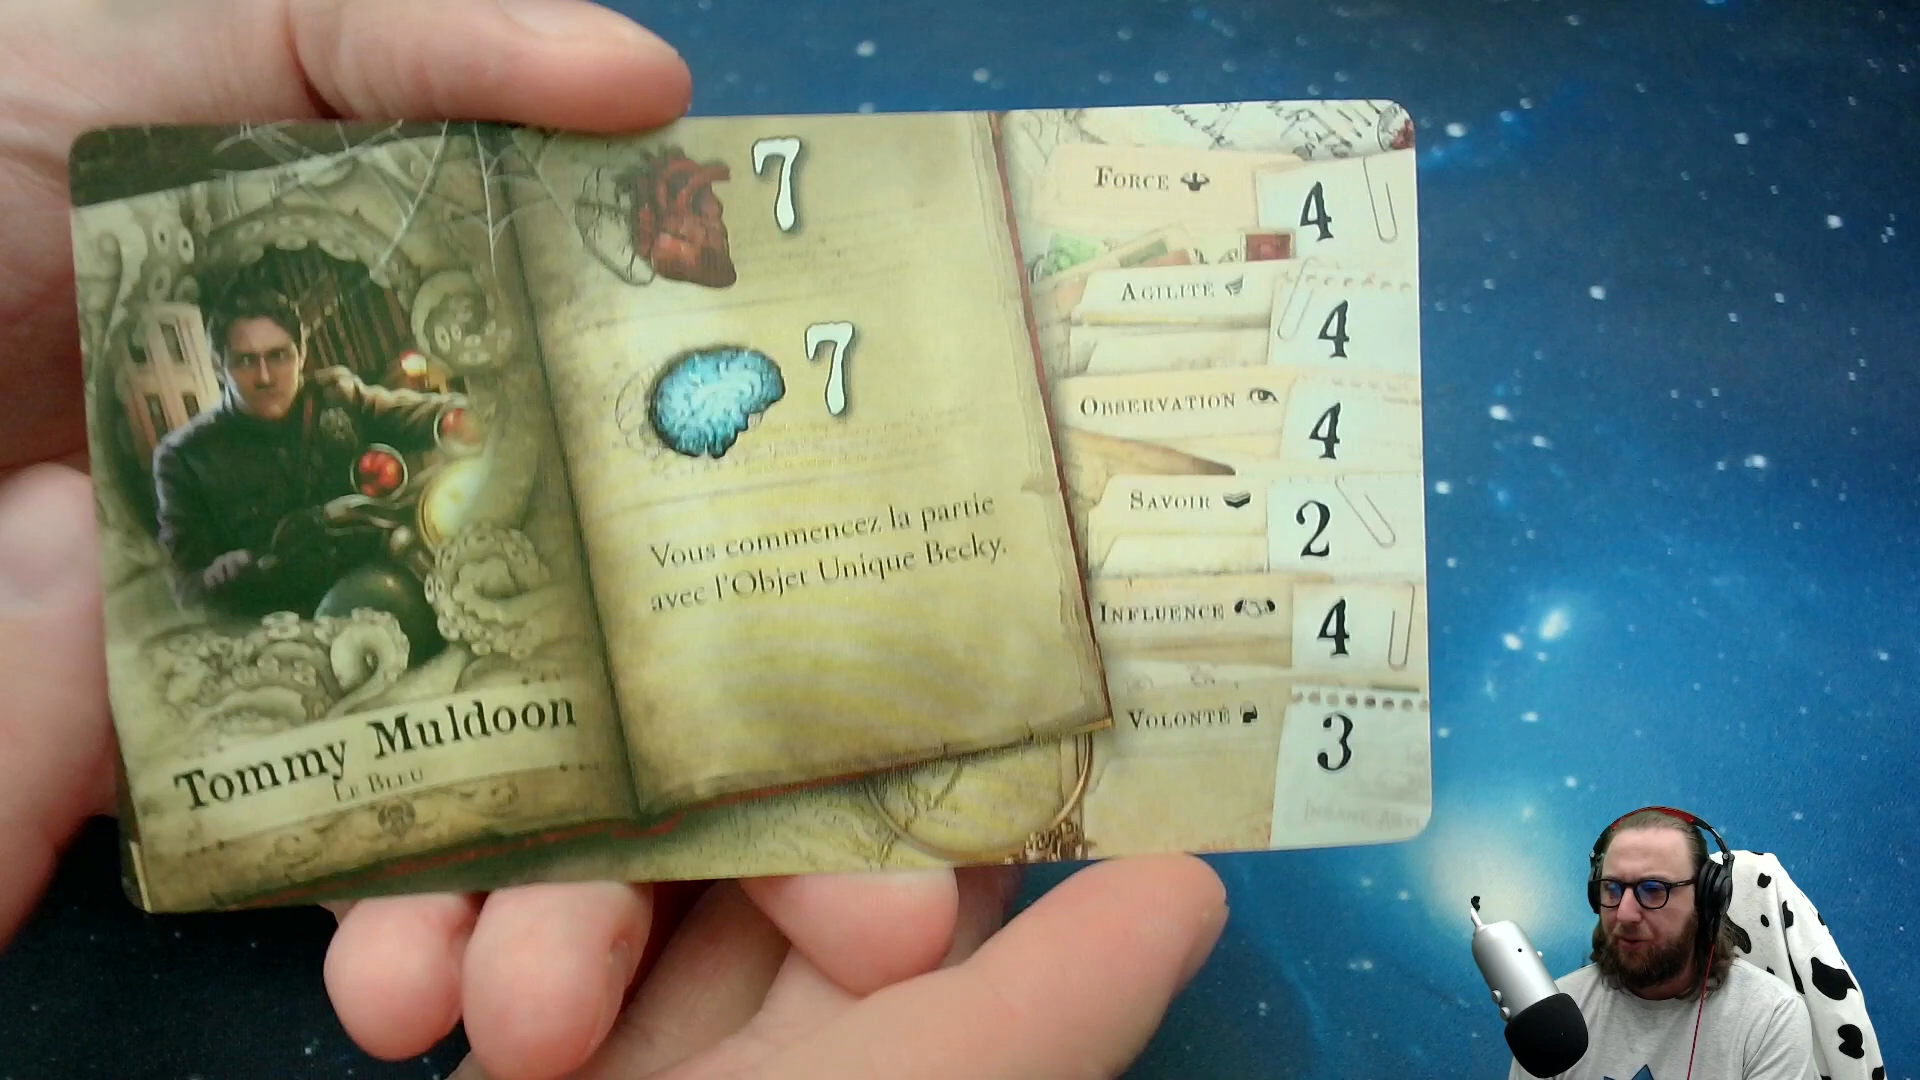 7
7
Vous commencez la partie
avec l'Objet Unique Becky.
Tommy Muldoon
Le Bleu
Force 4
Agilité 4
Observation 4
Savoir 2
Influence 4
Volonté 3